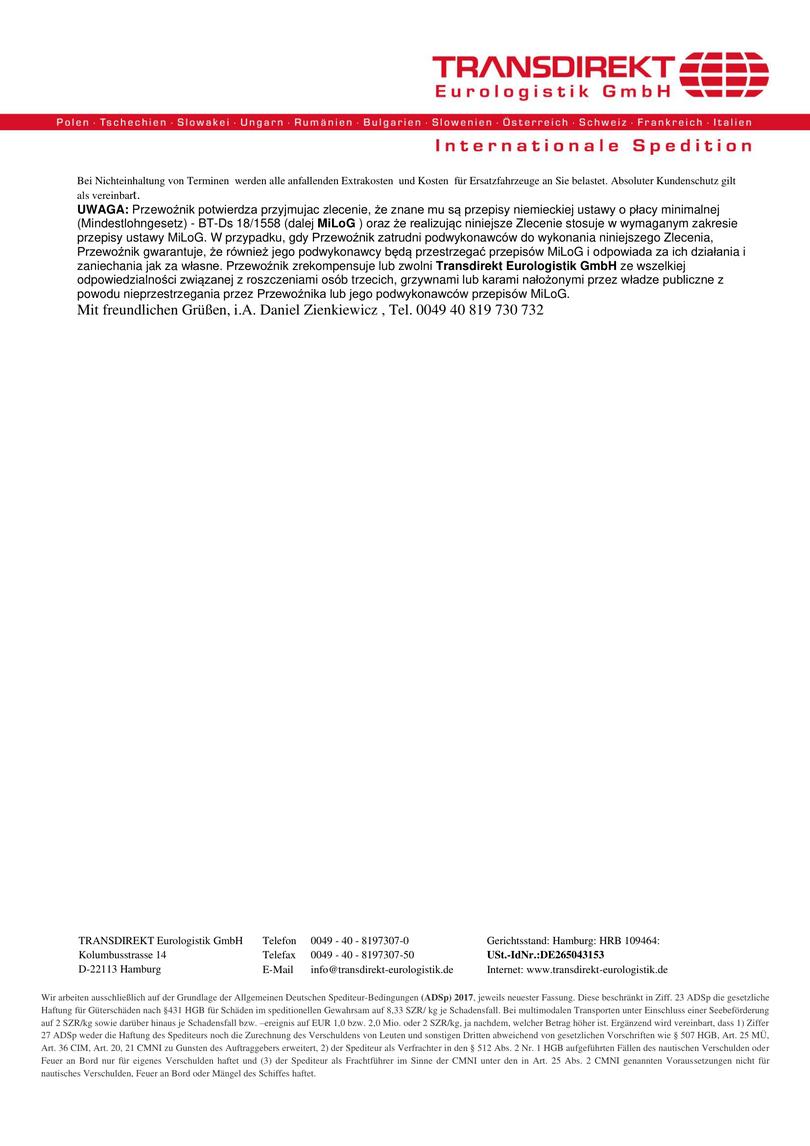 TRANSDIREKT
Eurologistik GmbH
Polen · Tschechien · Slowakei · Ungarn · Rumänien · Bulgarien · Slowenien · Österreich · Schweiz · Frankreich · Italien
Internationale Spedition
Bei Nichteinhaltung von Terminen werden alle anfallenden Extrakosten und Kosten für Ersatzfahrzeuge an Sie belastet. Absoluter Kundenschutz gilt
als vereinbart.
UWAGA: Przewoźnik potwierdza przyjmujac zlecenie, że znane mu są przepisy niemieckiej ustawy o płacy minimalnej
(Mindestlohngesetz) - BT-Ds 18/1558 (dalej MiLoG ) oraz że realizując niniejsze Zlecenie stosuje w wymaganym zakresie
przepisy ustawy MiLoG. W przypadku, gdy Przewoźnik zatrudni podwykonawców do wykonania niniejszego Zlecenia,
Przewoźnik gwarantuje, że również jego podwykonawcy będą przestrzegać przepisów MiLoG i odpowiada za ich działania i
zaniechania jak za własne. Przewoźnik zrekompensuje lub zwolni Transdirekt Eurologistik GmbH ze wszelkiej
odpowiedzialności związanej z roszczeniami osób trzecich, grzywnami lub karami nałożonymi przez władze publiczne z
powodu nieprzestrzegania przez Przewoźnika lub jego podwykonawców przepisów MiLoG.
Mit freundlichen Grüßen, i.A. Daniel Zienkiewicz , Tel. 0049 40 819 730 732
TRANSDIREKT Eurologistik GmbH Telefon 0049 - 40 - 8197307-0 Gerichtsstand: Hamburg: HRB 109464:
Kolumbusstrasse 14 Telefax 0049 - 40 - 8197307-50 USt.-IdNr.:DE265043153
D-22113 Hamburg E-Mail info@transdirekt-eurologistik.de Internet: www.transdirekt-eurologistik.de
Wir arbeiten ausschließlich auf der Grundlage der Allgemeinen Deutschen Spediteur-Bedingungen (ADSp) 2017, jeweils neuester Fassung. Diese beschränkt in Ziff. 23 ADSp die gesetzliche
Haftung für Güterschäden nach §431 HGB für Schäden im speditionellen Gewahrsam auf 8,33 SZR/ kg je Schadensfall. Bei multimodalen Transporten unter Einschluss einer Seebeförderung
auf 2 SZR/kg sowie darüber hinaus je Schadensfall bzw. –ereignis auf EUR 1,0 bzw. 2,0 Mio. oder 2 SZR/kg, ja nachdem, welcher Betrag höher ist. Ergänzend wird vereinbart, dass 1) Ziffer
27 ADSp weder die Haftung des Spediteurs noch die Zurechnung des Verschuldens von Leuten und sonstigen Dritten abweichend von gesetzlichen Vorschriften wie § 507 HGB, Art. 25 MÜ,
Art. 36 CIM, Art. 20, 21 CMNI zu Gunsten des Auftraggebers erweitert, 2) der Spediteur als Verfrachter in den § 512 Abs. 2 Nr. 1 HGB aufgeführten Fällen des nautischen Verschulden oder
Feuer an Bord nur für eigenes Verschulden haftet und (3) der Spediteur als Frachtführer im Sinne der CMNI unter den in Art. 25 Abs. 2 CMNI genannten Voraussetzungen nicht für
nautisches Verschulden, Feuer an Bord oder Mängel des Schiffes haftet.